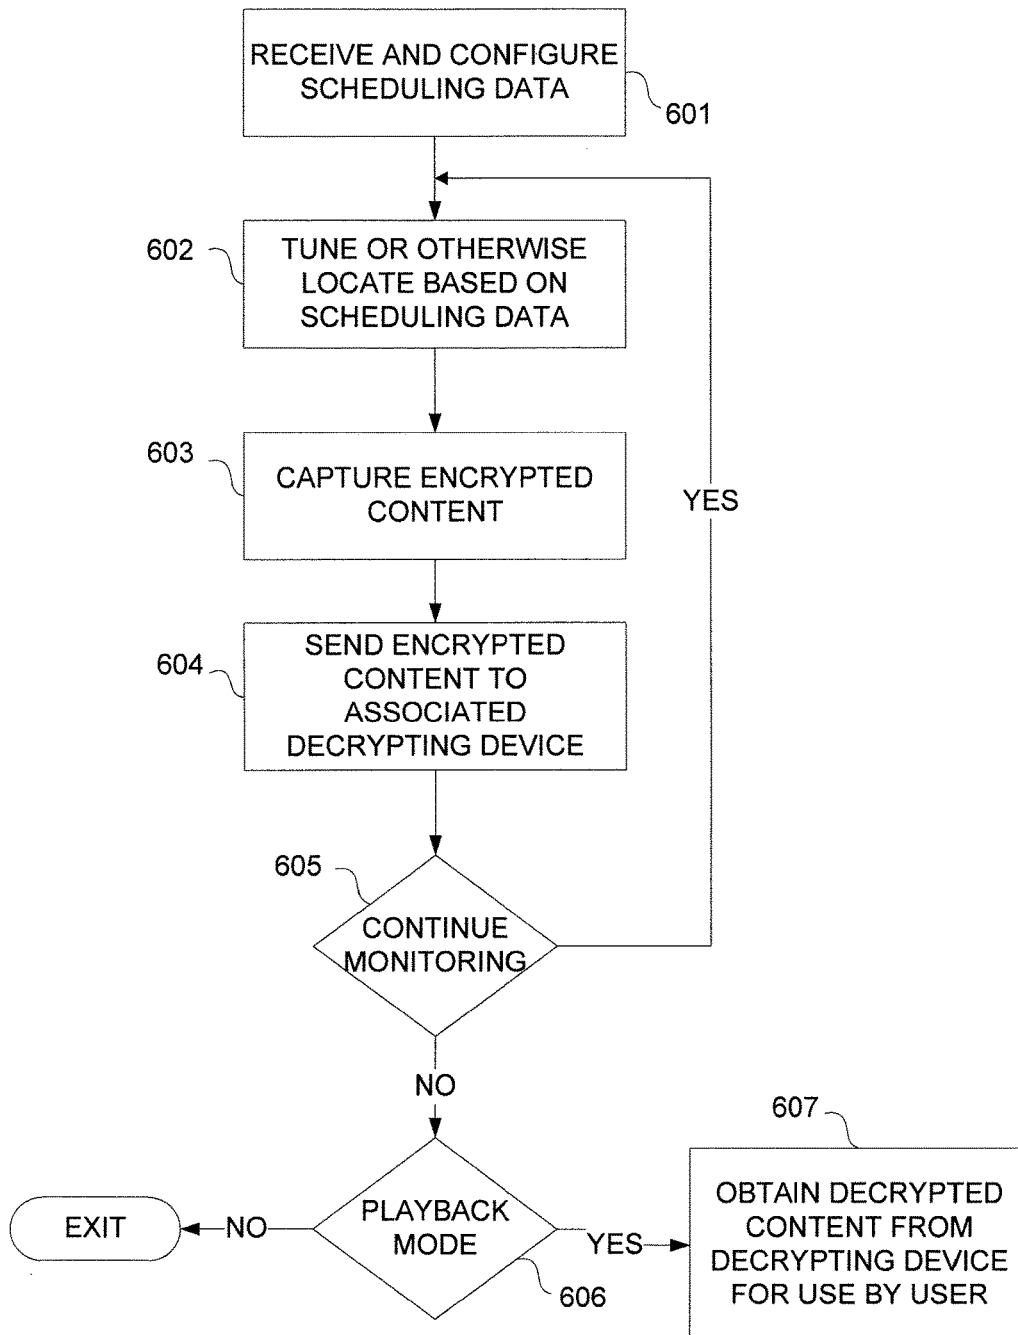 RECEIVE AND CONFIGURE
SCHEDULING DATA
601
602
TUNE OR OTHERWISE
LOCATE BASED ON
SCHEDULING DATA
603
CAPTURE ENCRYPTED
CONTENT
YES
604
SEND ENCRYPTED
CONTENT TO
ASSOCIATED
DECRYPTING DEVICE
605
CONTINUE
MONITORING
NO
607
EXIT
NO
PLAYBACK
MODE
YES
606
OBTAIN DECRYPTED
CONTENT FROM
DECRYPTING DEVICE
FOR USE BY USER